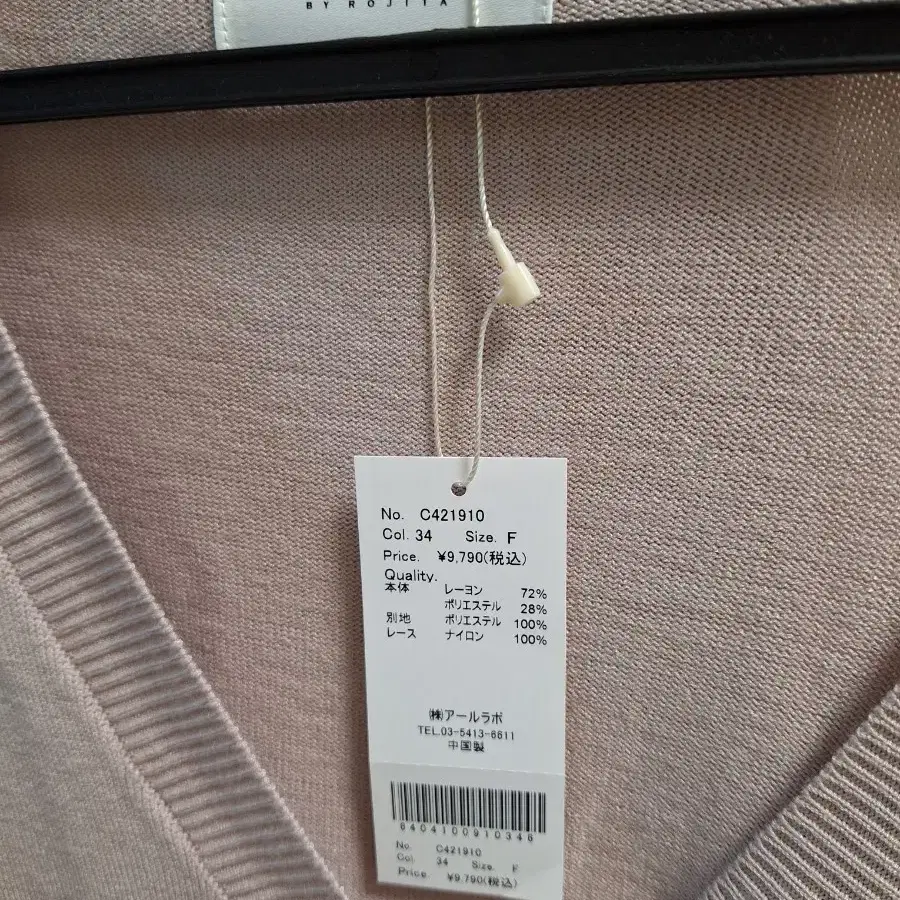 BY ROJITA
No. C421910
Col. 34 Size. F
Price. ¥9,790(税込)
Quality.
本体 レーヨン 72%
ポリエステル 28%
別地 ポリエステル 100%
レース ナイロン 100%
㈱アールラボ
TEL.03-5413-6611
中国製
6404100910346
No. C421910
Col. 34 Size. F
Price. ¥9,790(税込)